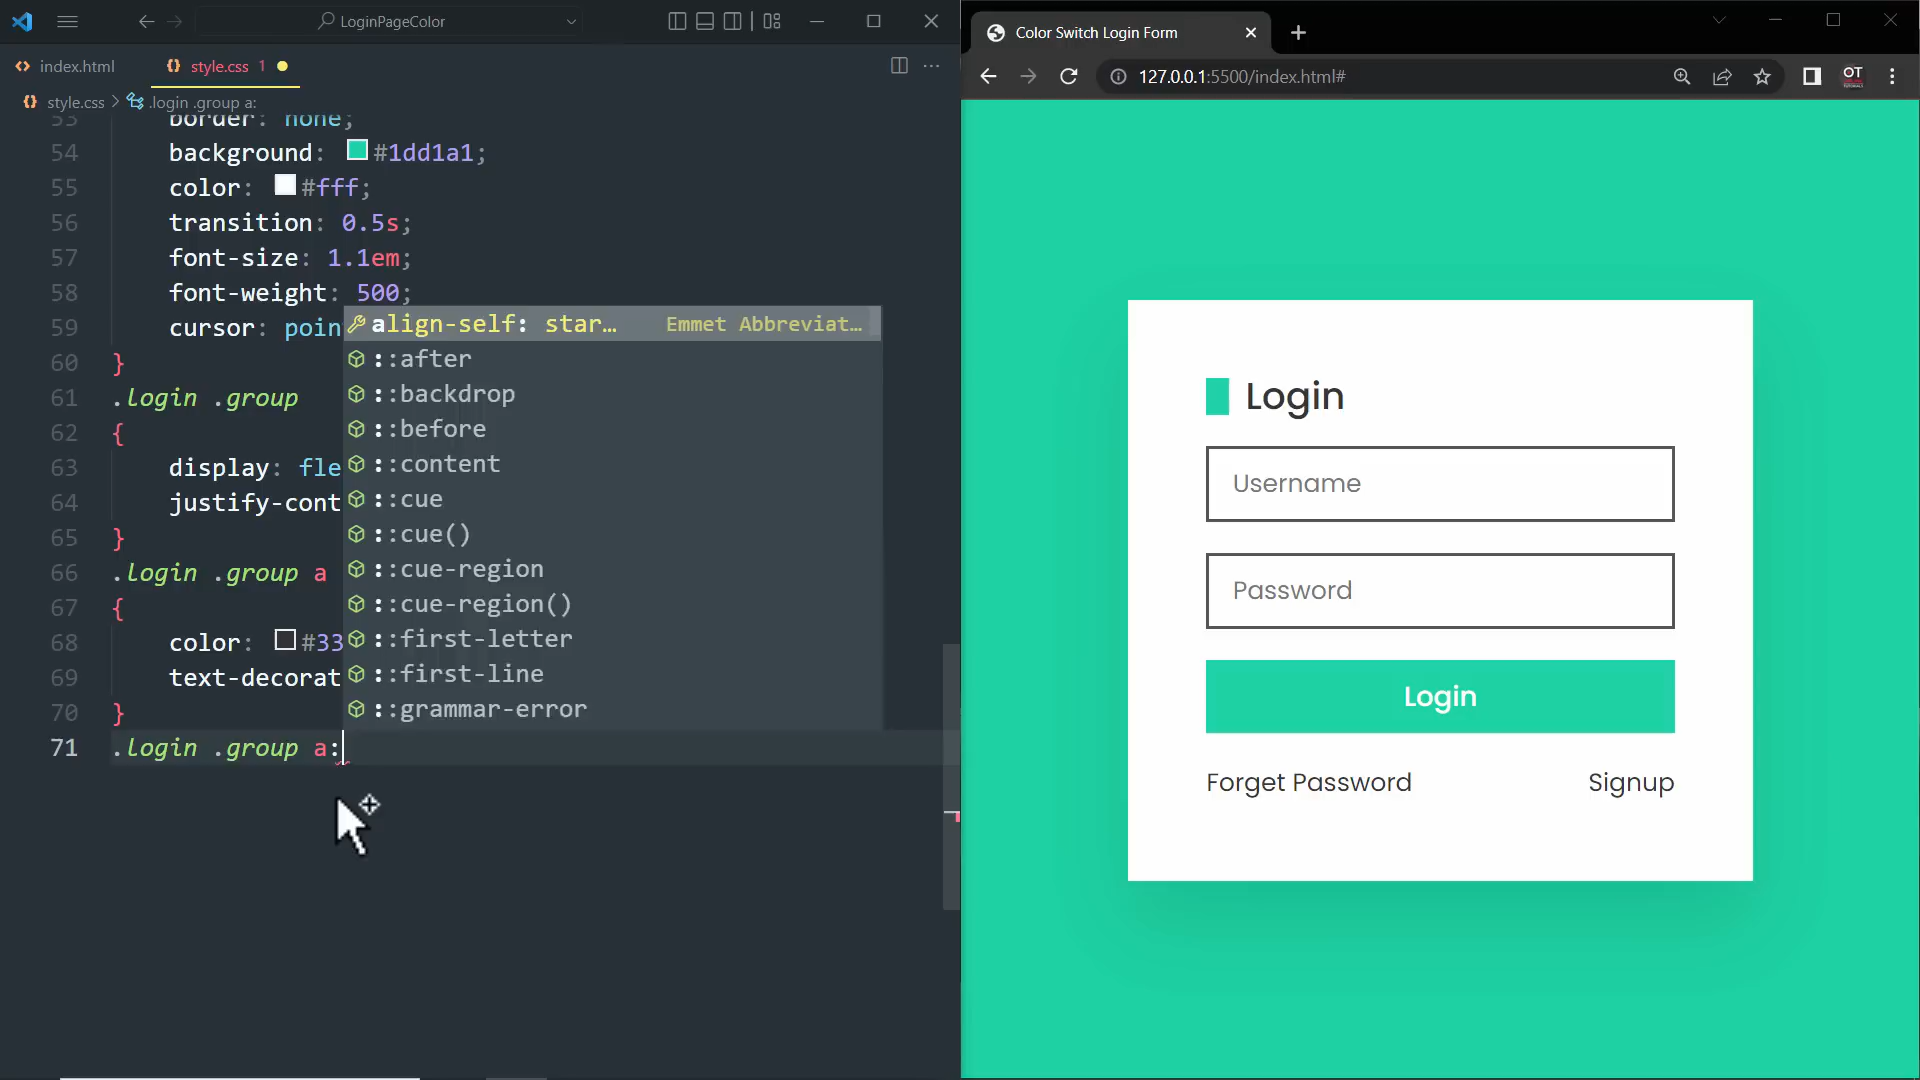 LoginPageColor
index.html
style.css 1
style.css > .login .group a:
53 border: none;
54 background: #1dd1a1;
55 color: #fff;
56 transition: 0.5s;
57 font-size: 1.1em;
58 font-weight: 500;
59 cursor: poin
60 }
61 .login .group
62 {
63 display: fle
64 justify-cont
65 }
66 .login .group a
67 {
68 color: #33
69 text-decorat
70 }
71 .login .group a:
align-self: star… Emmet Abbreviat…
::after
::backdrop
::before
::content
::cue
::cue()
::cue-region
::cue-region()
::first-letter
::first-line
::grammar-error
Color Switch Login Form
127.0.0.1:5500/index.html#
OT
Login
Username
Password
Login
Forget Password Signup